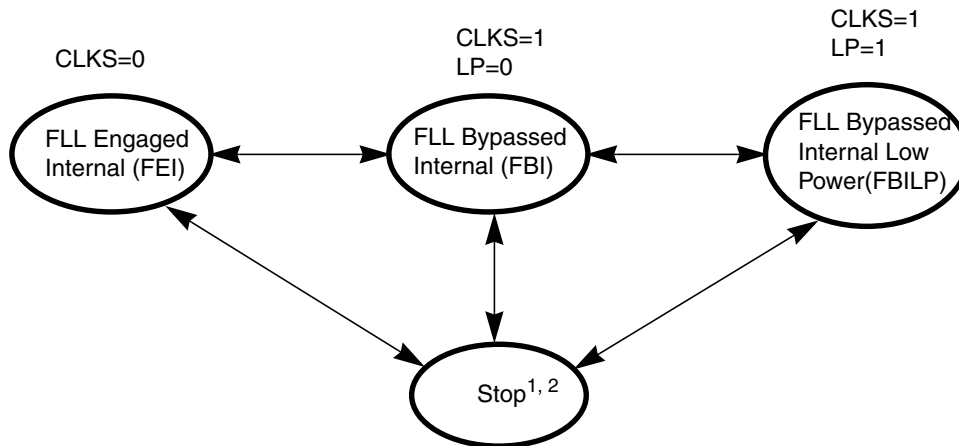 CLKS=0
CLKS=1
LP=0
CLKS=1
LP=1
FLL Engaged
Internal (FEI)
FLL Bypassed
Internal (FBI)
FLL Bypassed
Internal Low
Power(FBILP)
Stop1, 2